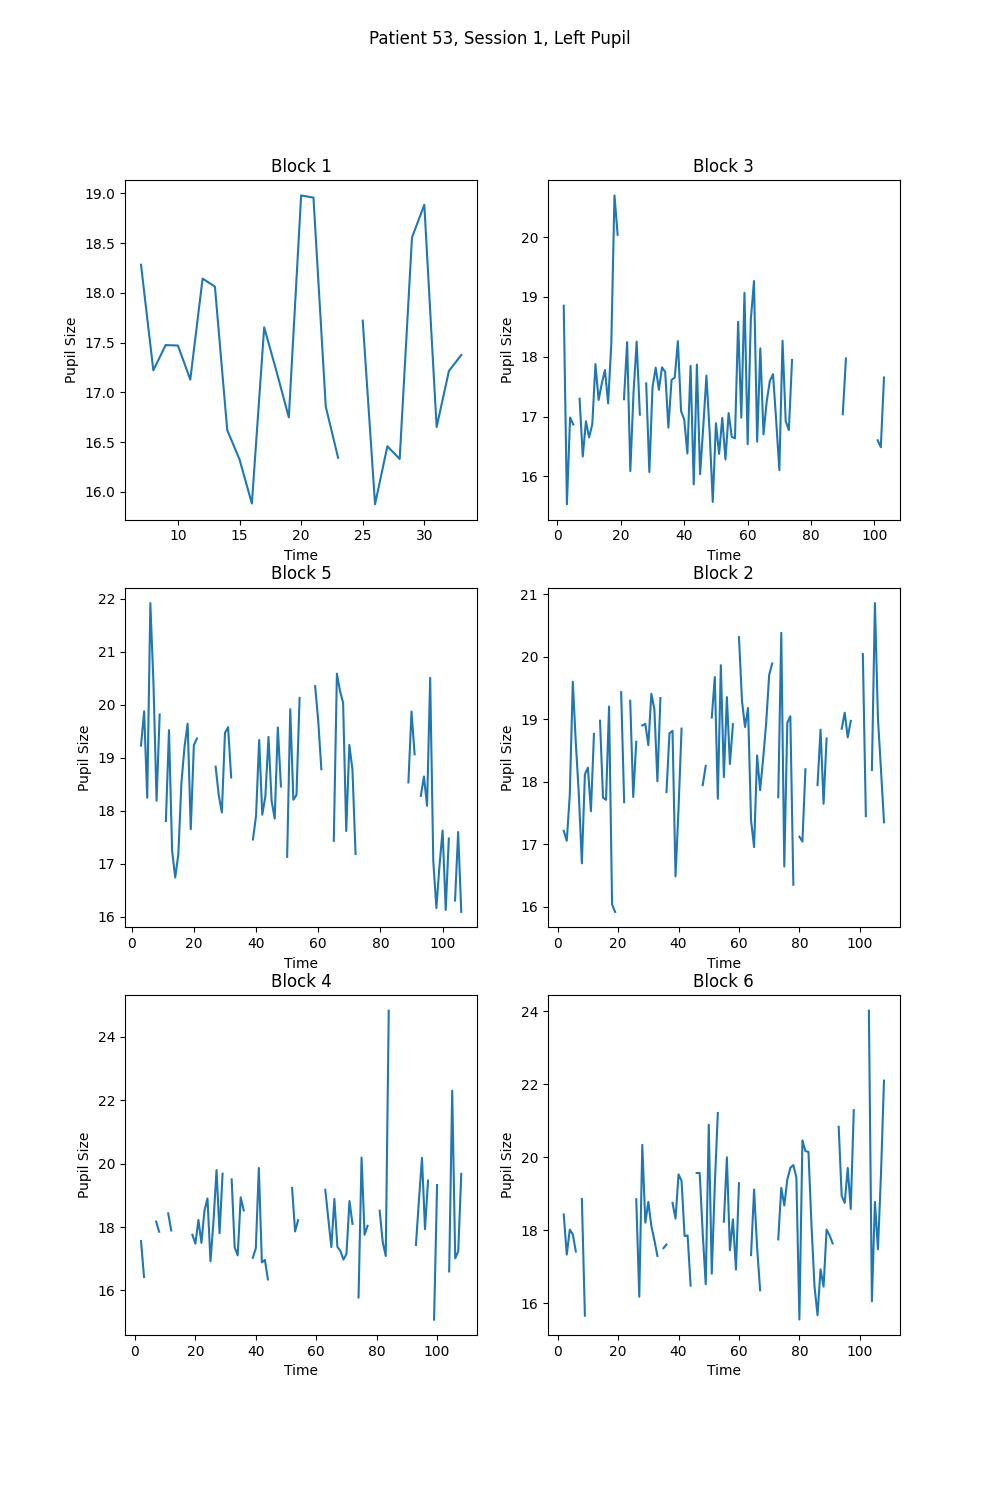 Patient 53, Session 1, Left Pupil
Block 1
Pupil Size
19.0
18.5
18.0
17.5
17.0
16.5
16.0
10 15 20 25 30
Time
Block 3
Pupil Size
20
19
18
17
16
0 20 40 60 80 100
Time
Block 5
Pupil Size
22
21
20
19
18
17
16
0 20 40 60 80 100
Time
Block 2
Pupil Size
21
20
19
18
17
16
0 20 40 60 80 100
Time
Block 4
Pupil Size
24
22
20
18
16
0 20 40 60 80 100
Time
Block 6
Pupil Size
24
22
20
18
16
0 20 40 60 80 100
Time